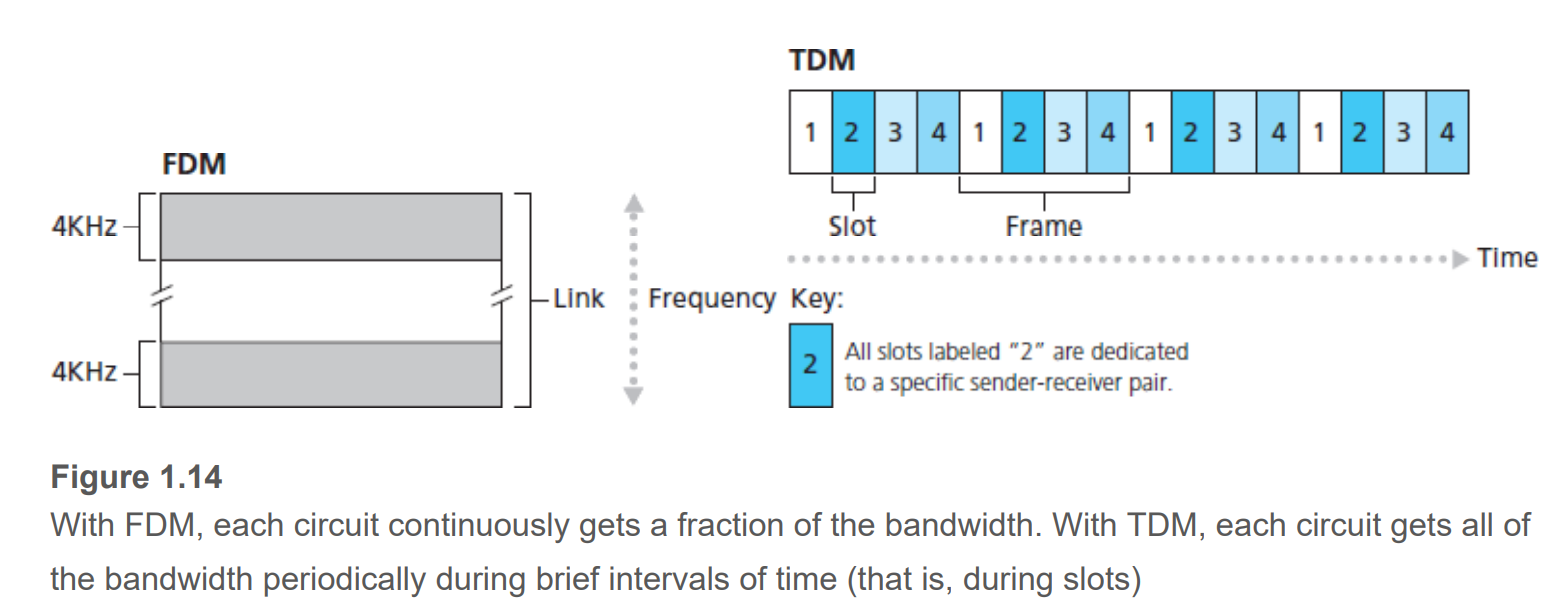 FDM
4KHz
4KHz
Link
Frequency
TDM
1 2 3 4 1 2 3 4 1 2 3 4 1 2 3 4
Slot
Frame
Time
Key:
2
All slots labeled “2” are dedicated
to a specific sender-receiver pair.
Figure 1.14
With FDM, each circuit continuously gets a fraction of the bandwidth. With TDM, each circuit gets all of
the bandwidth periodically during brief intervals of time (that is, during slots)